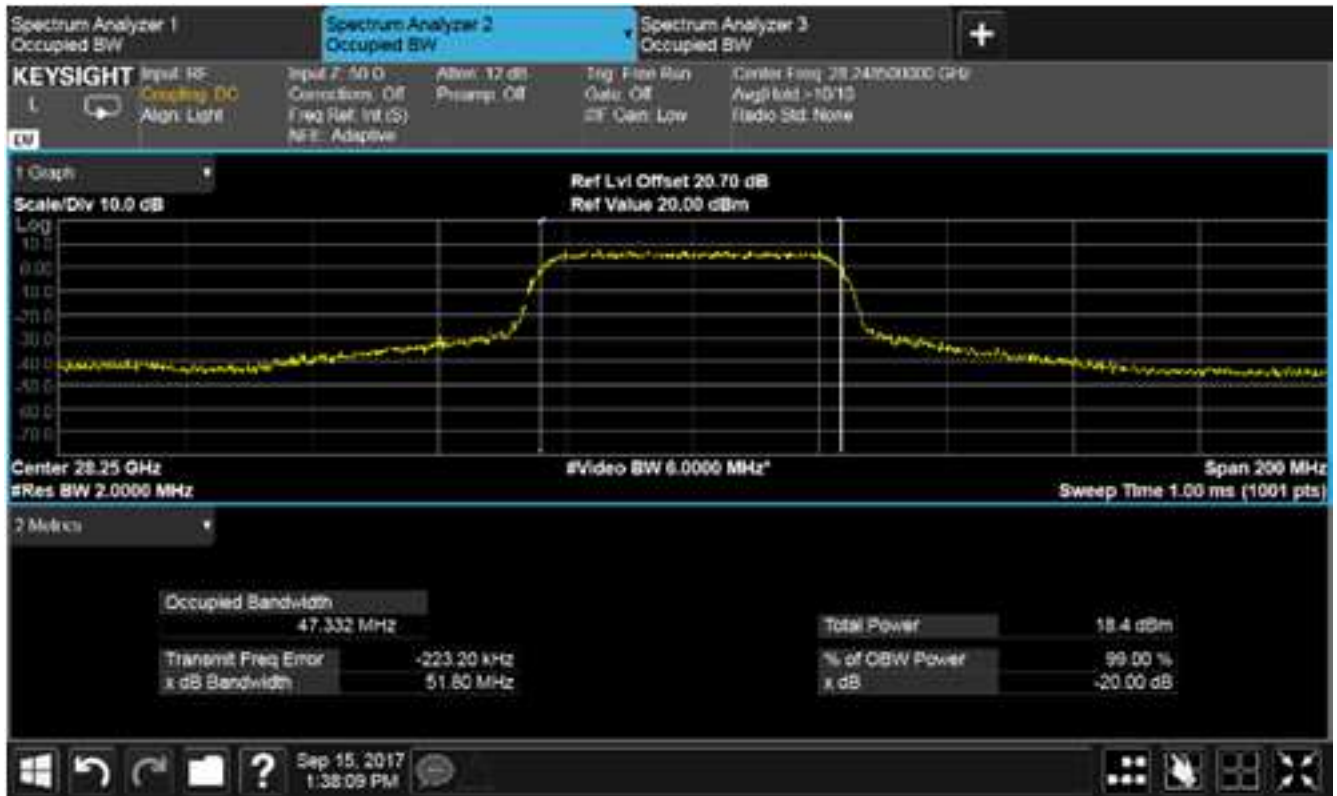 Spectrum Analyzer 1
Occupied BW
Spectrum Analyzer 2
Occupied BW
Spectrum Analyzer 3
Occupied BW
+
KEYSIGHT
L
Input: RF
Coupling: DC
Align: Light
Input Z: 50 Ω
Corrections: Off
Freq Ref: Int (S)
NFE: Adaptive
Atten: 12 dB
Preamp: Off
Trig: Free Run
Gate: Off
#IF Gain: Low
Center Freq: 28.248500000 GHz
Avg|Hold:>10/10
Radio Std: None
1 Graph
Scale/Div 10.0 dB
Ref Lvl Offset 20.70 dB
Ref Value 20.00 dBm
Log
10.0
0.00
-10.0
-20.0
-30.0
-40.0
-50.0
-60.0
-70.0
Center 28.25 GHz
#Video BW 6.0000 MHz*
Span 200 MHz
#Res BW 2.0000 MHz
Sweep Time 1.00 ms (1001 pts)
2 Metrics
Occupied Bandwidth
47.332 MHz
Total Power 18.4 dBm
Transmit Freq Error -223.20 kHz
% of OBW Power 99.00 %
x dB Bandwidth 51.80 MHz
x dB -20.00 dB
?
Sep 15, 2017
1:38:09 PM